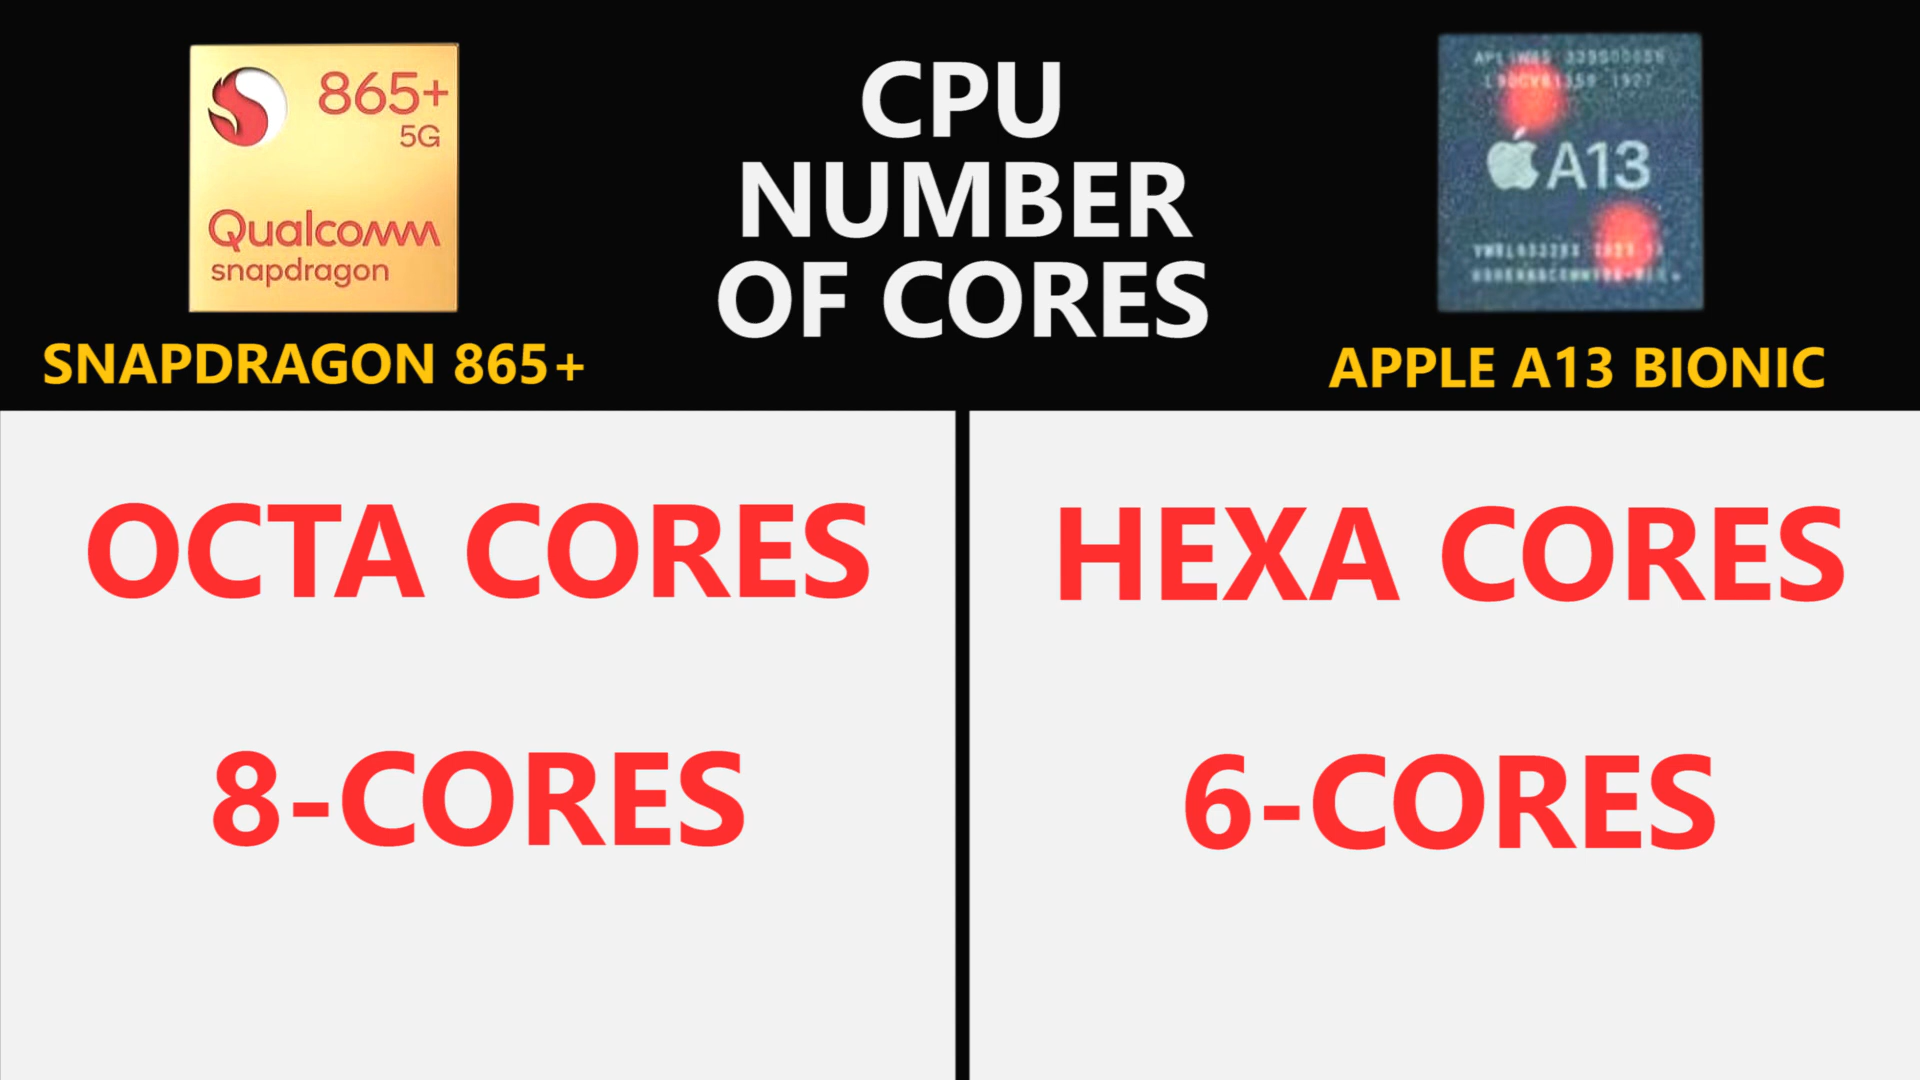 865+
5G
Qualcomm
snapdragon
SNAPDRAGON 865+
CPU
NUMBER
OF CORES
A13
APPLE A13 BIONIC
OCTA CORES
8-CORES
HEXA CORES
6-CORES